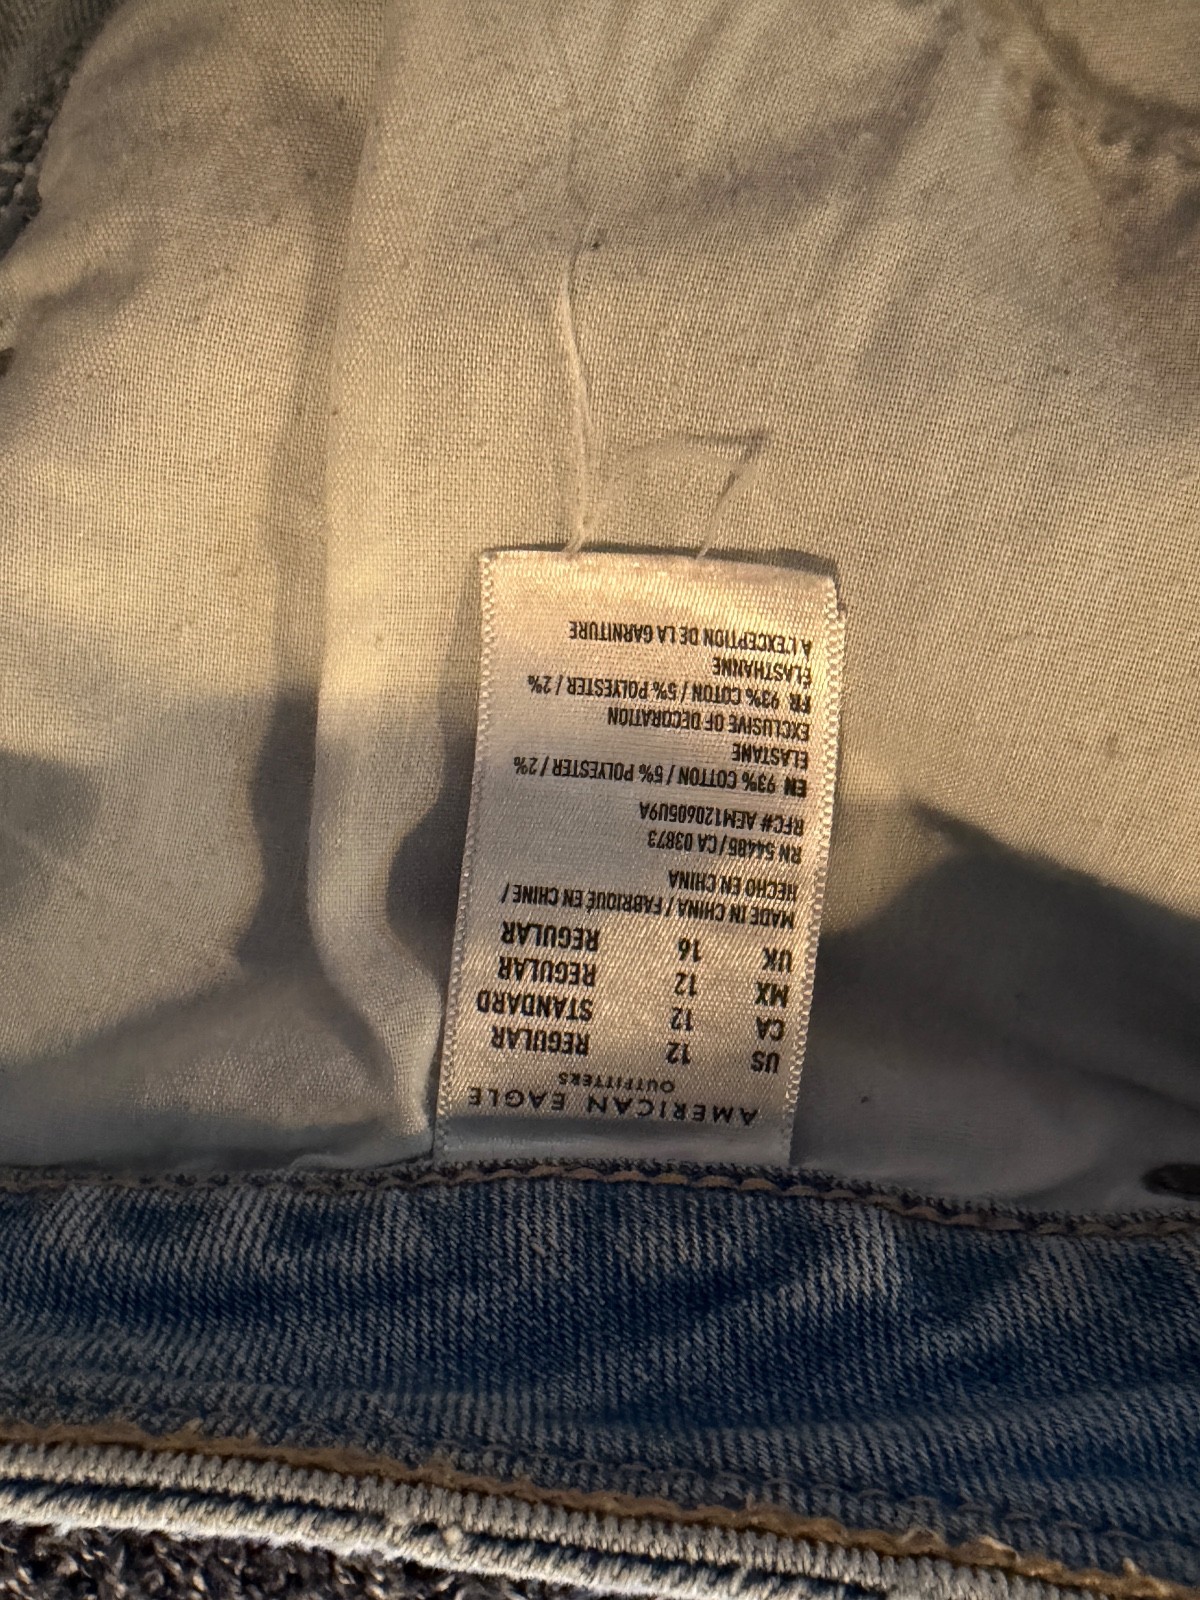 AMERICAN EAGLE
OUTFITTERS
US 12 REGULAR
CA 12 STANDARD
MX 12 REGULAR
UK 16 REGULAR
MADE IN CHINA / FABRIQUÉ EN CHINE /
HECHO EN CHINA
RN 54485 / CA 03873
RFC# AEM120605U9A
EN 93% COTTON / 5% POLYESTER / 2%
ELASTANE
EXCLUSIVE OF DECORATION
FR 93% COTON / 5% POLYESTER / 2%
ÉLASTHANNE
A L'EXCEPTION DE LA GARNITURE